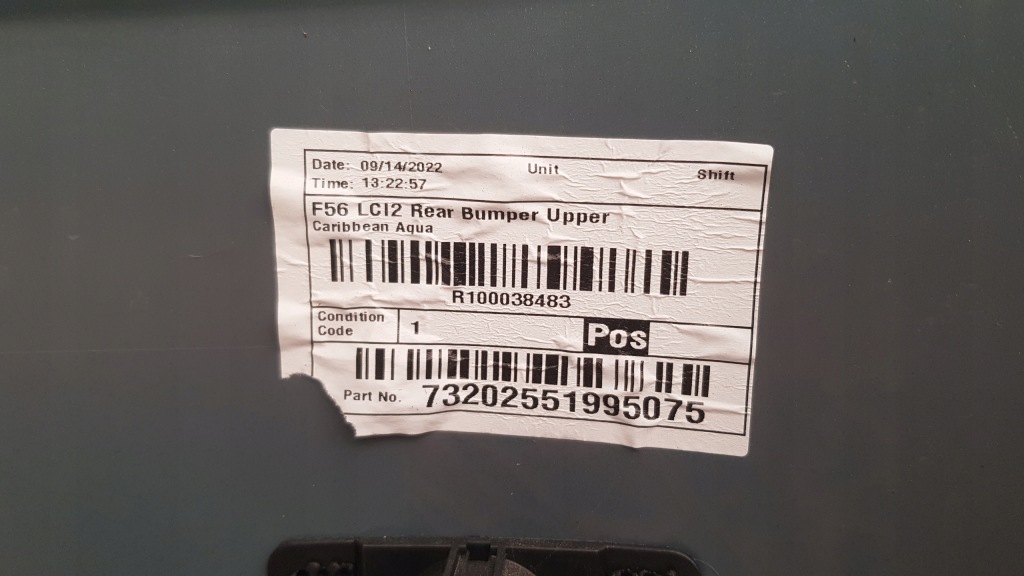 Date: 09/14/2022 Unit Shift
Time: 13:22:57
F56 LCI2 Rear Bumper Upper
Caribbean Aqua
R100038483
Condition Code 1 Pos
Part No. 73202551995075